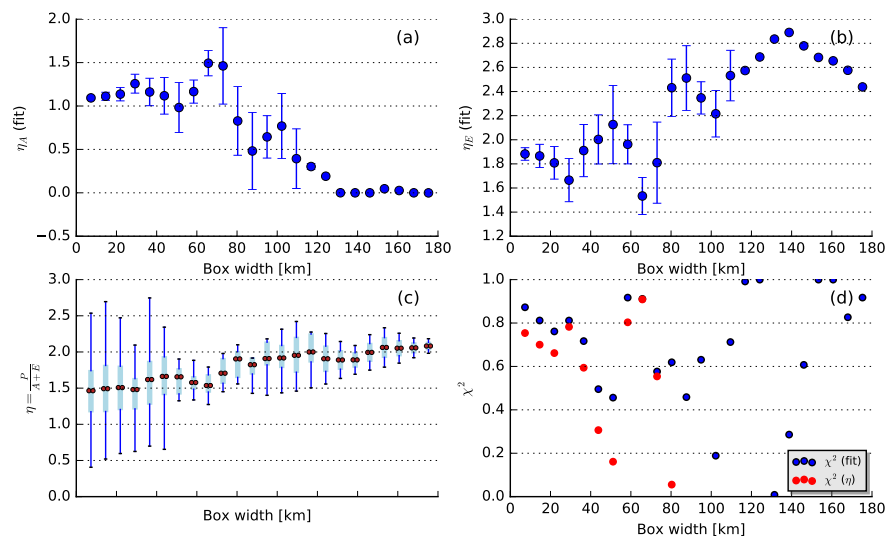 (a)
1.5
1.0
0.5
0.0
−0.5
η_A (fit)
0 20 40 60 80 100 120 140 160 180
Box width [km]
(b)
3.0
2.8
2.6
2.4
2.2
2.0
1.8
1.6
1.4
1.2
η_E (fit)
0 20 40 60 80 100 120 140 160 180
Box width [km]
(c)
3.0
2.5
2.0
1.5
1.0
0.5
0.0
η = P/(A+E)
Box width [km]
(d)
1.0
0.8
0.6
0.4
0.2
0.0
χ²
χ² (fit)
χ² (η)
0 20 40 60 80 100 120 140 160 180
Box width [km]
2.0